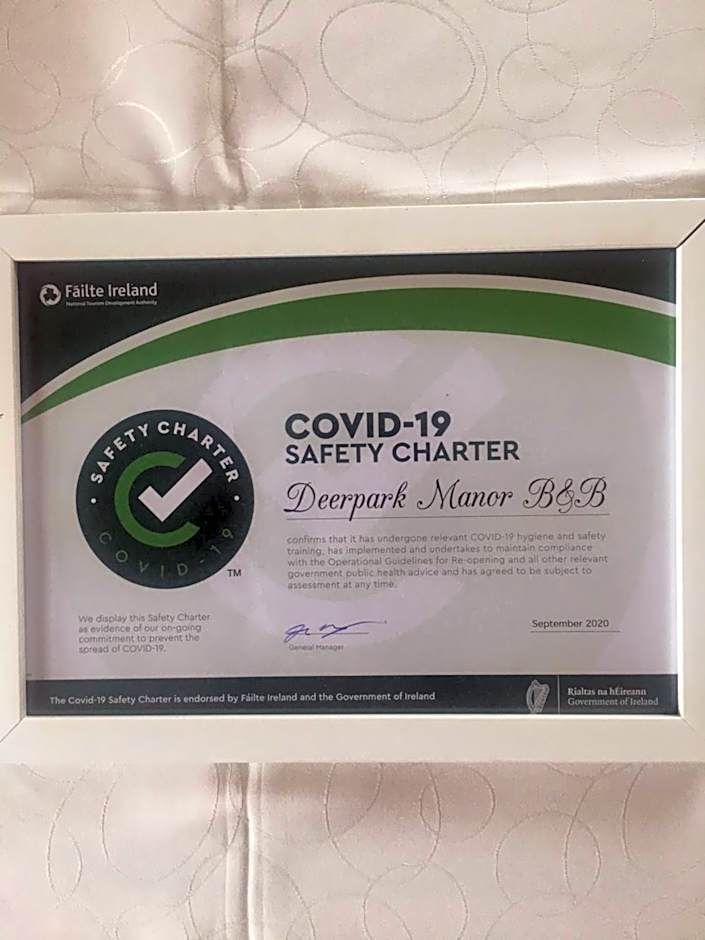 Fáilte Ireland
National Tourism Development Authority
SAFETY CHARTER
COVID-19
TM
COVID-19
SAFETY CHARTER
Deerpark Manor B&B
confirms that it has undergone relevant COVID-19 hygiene and safety
training, has implemented and undertakes to maintain compliance
with the Operational Guidelines for Re-opening and all other relevant
government public health advice and has agreed to be subject to
assessment at any time.
We display this Safety Charter
as evidence of our on-going
commitment to prevent the
spread of COVID-19.
General Manager
September 2020
The Covid-19 Safety Charter is endorsed by Fáilte Ireland and the Government of Ireland
Rialtas na hÉireann
Government of Ireland